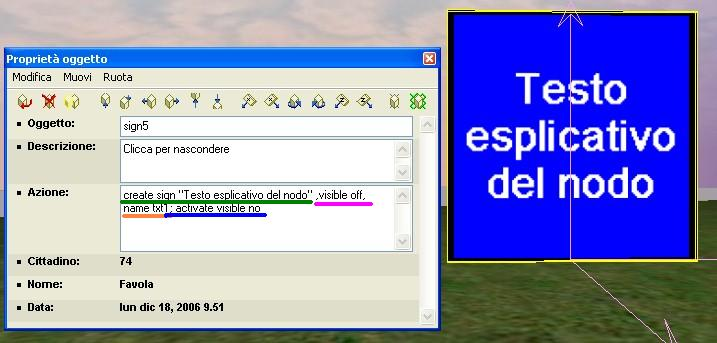 Proprietà oggetto
Modifica Muovi Ruota
Oggetto: sign5
Descrizione: Clicca per nascondere
Azione: create sign "Testo esplicativo del nodo" ,visible off,
name txt1; activate visible no
Cittadino: 74
Nome: Favola
Data: lun dic 18, 2006 9.51
Testo
esplicativo
del nodo